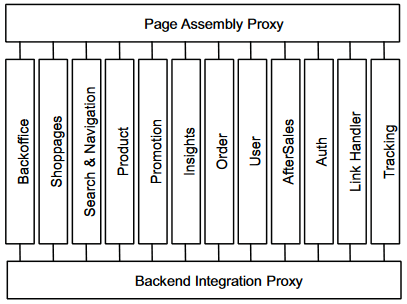 Page Assembly Proxy
Backoffice
Shoppages
Search & Navigation
Product
Promotion
Insights
Order
User
AfterSales
Auth
Link Handler
Tracking
Backend Integration Proxy